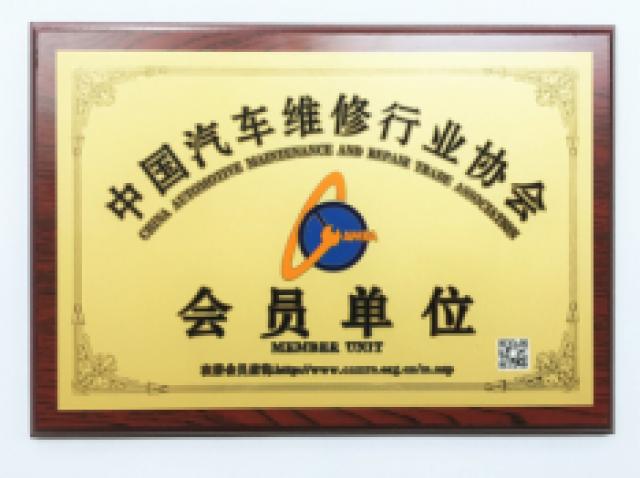 中国汽车维修行业协会
CHINA AUTOMOTIVE MAINTENANCE AND REPAIR TRADE ASSOCIATION
会员单位
MEMBER UNIT